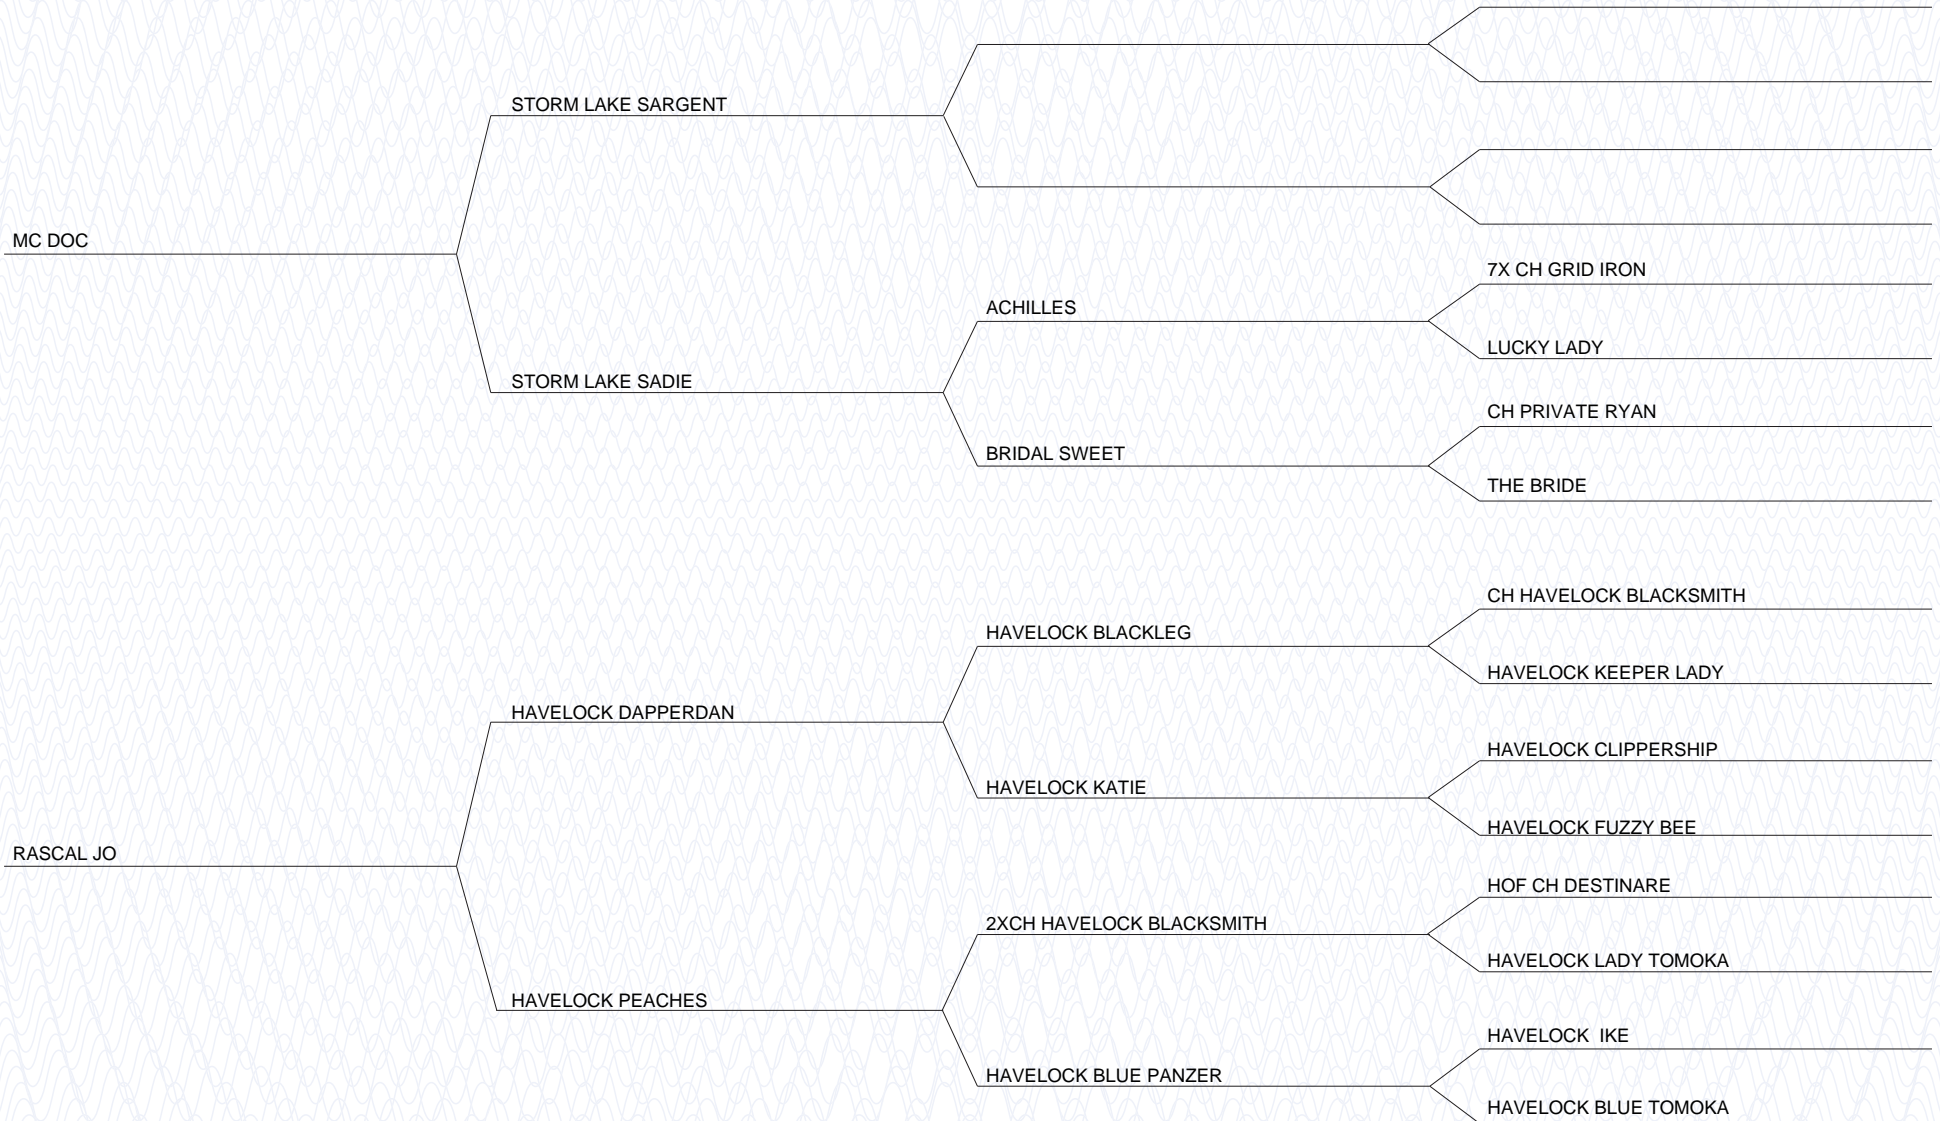 STORM LAKE SARGENT
MC DOC
7X CH GRID IRON
ACHILLES
LUCKY LADY
STORM LAKE SADIE
CH PRIVATE RYAN
BRIDAL SWEET
THE BRIDE
CH HAVELOCK BLACKSMITH
HAVELOCK BLACKLEG
HAVELOCK KEEPER LADY
HAVELOCK DAPPERDAN
HAVELOCK CLIPPERSHIP
HAVELOCK KATIE
HAVELOCK FUZZY BEE
RASCAL JO
HOF CH DESTINARE
2XCH HAVELOCK BLACKSMITH
HAVELOCK LADY TOMOKA
HAVELOCK PEACHES
HAVELOCK  IKE
HAVELOCK BLUE PANZER
HAVELOCK BLUE TOMOKA